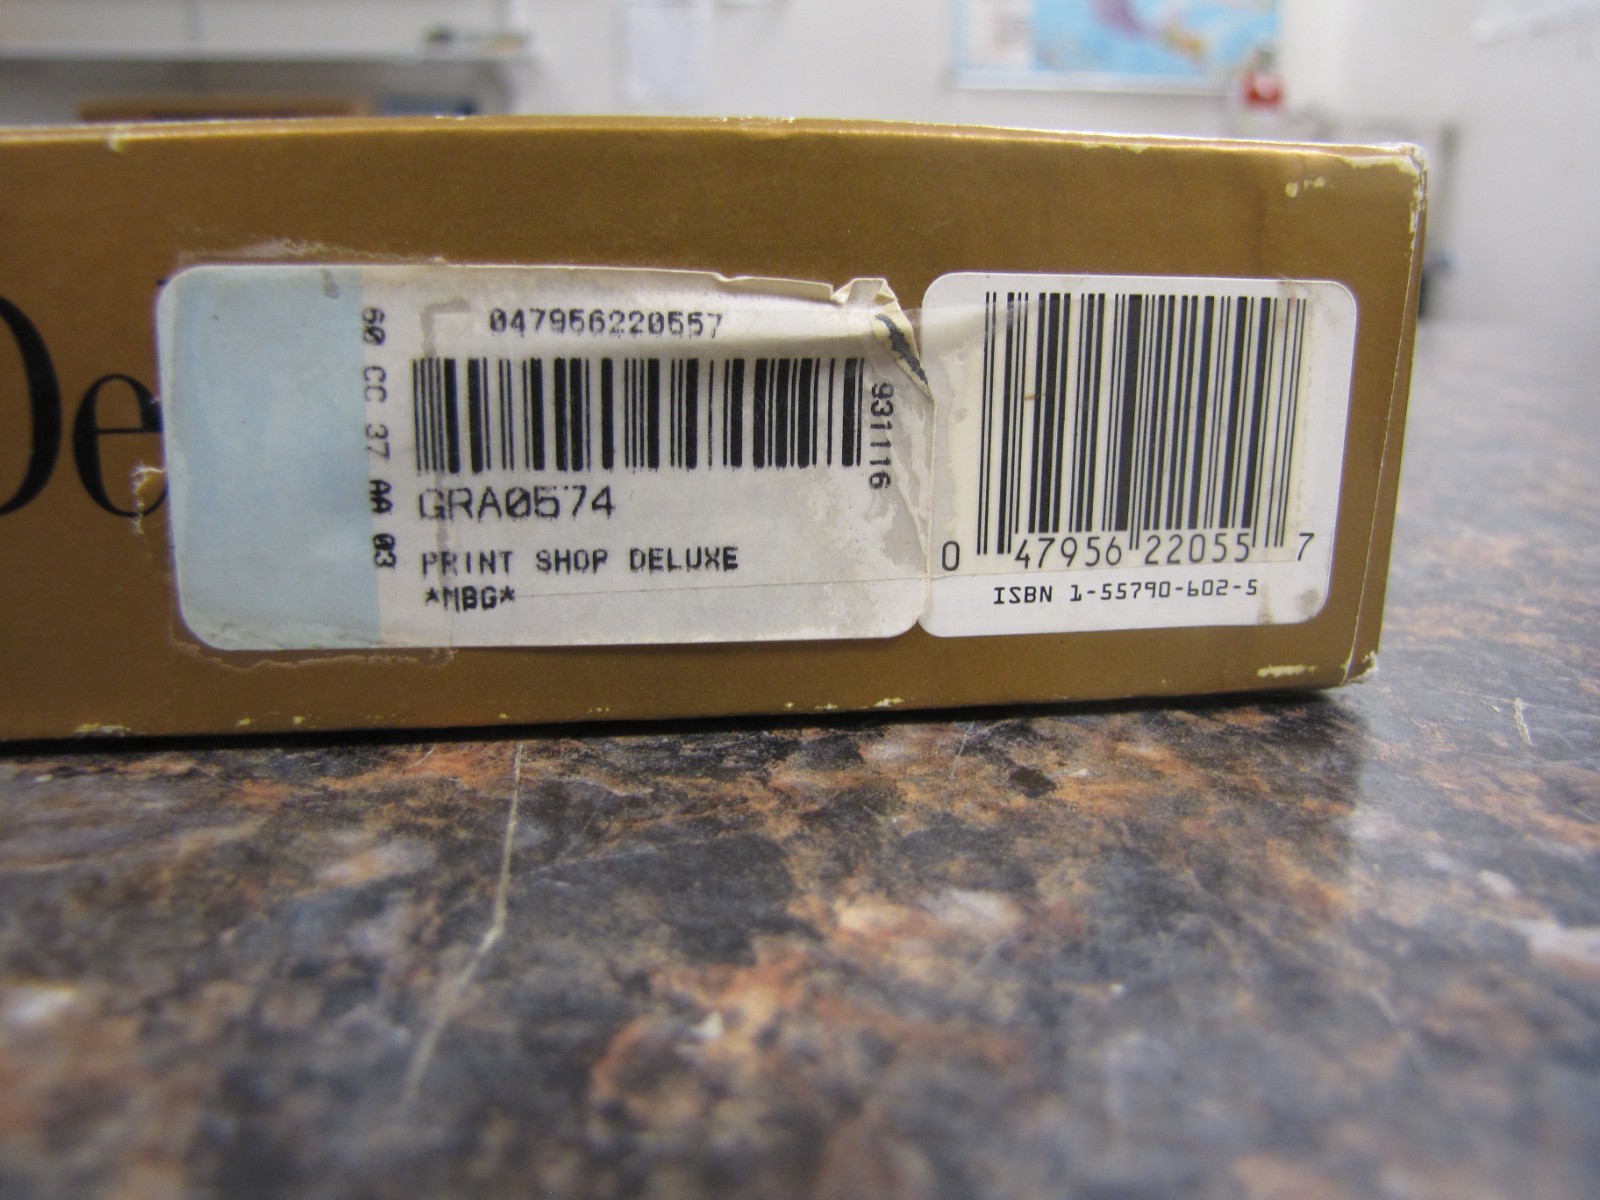 De
60 CC 37 AA 03
047956220557
931116
GRA0574
PRINT SHOP DELUXE
*MBG*
0 47956 22055 7
ISBN 1-55790-602-5